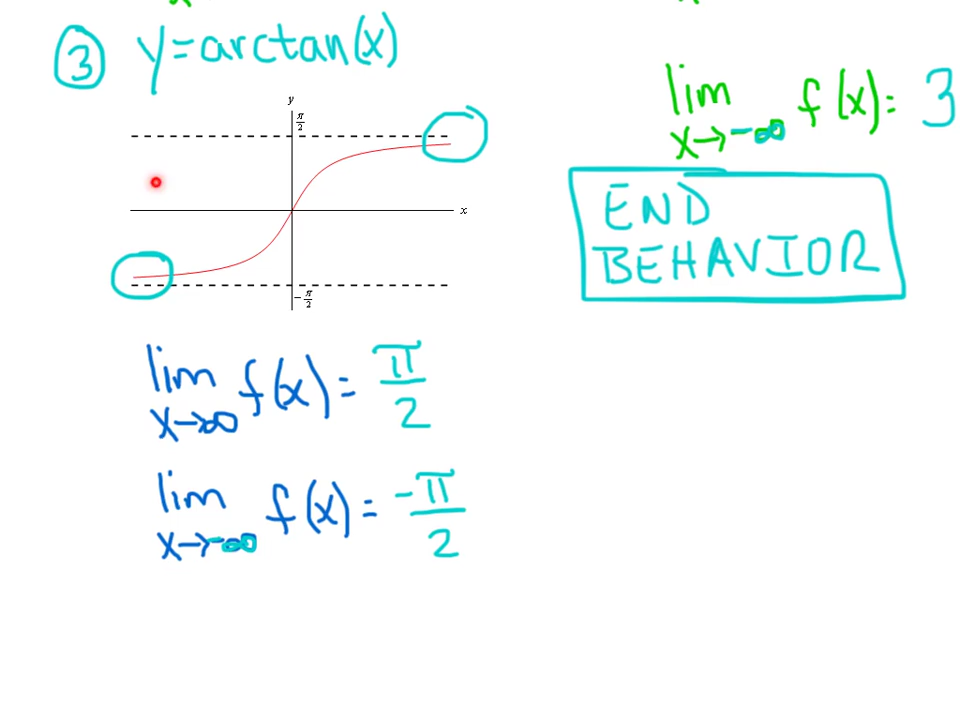 ③ y=arctan(x)
y
π/2
x
-π/2
lim x→∞ f(x)= π/2
lim x→-∞ f(x)= -π/2
lim x→-∞ f(x)= 3
END
BEHAVIOR